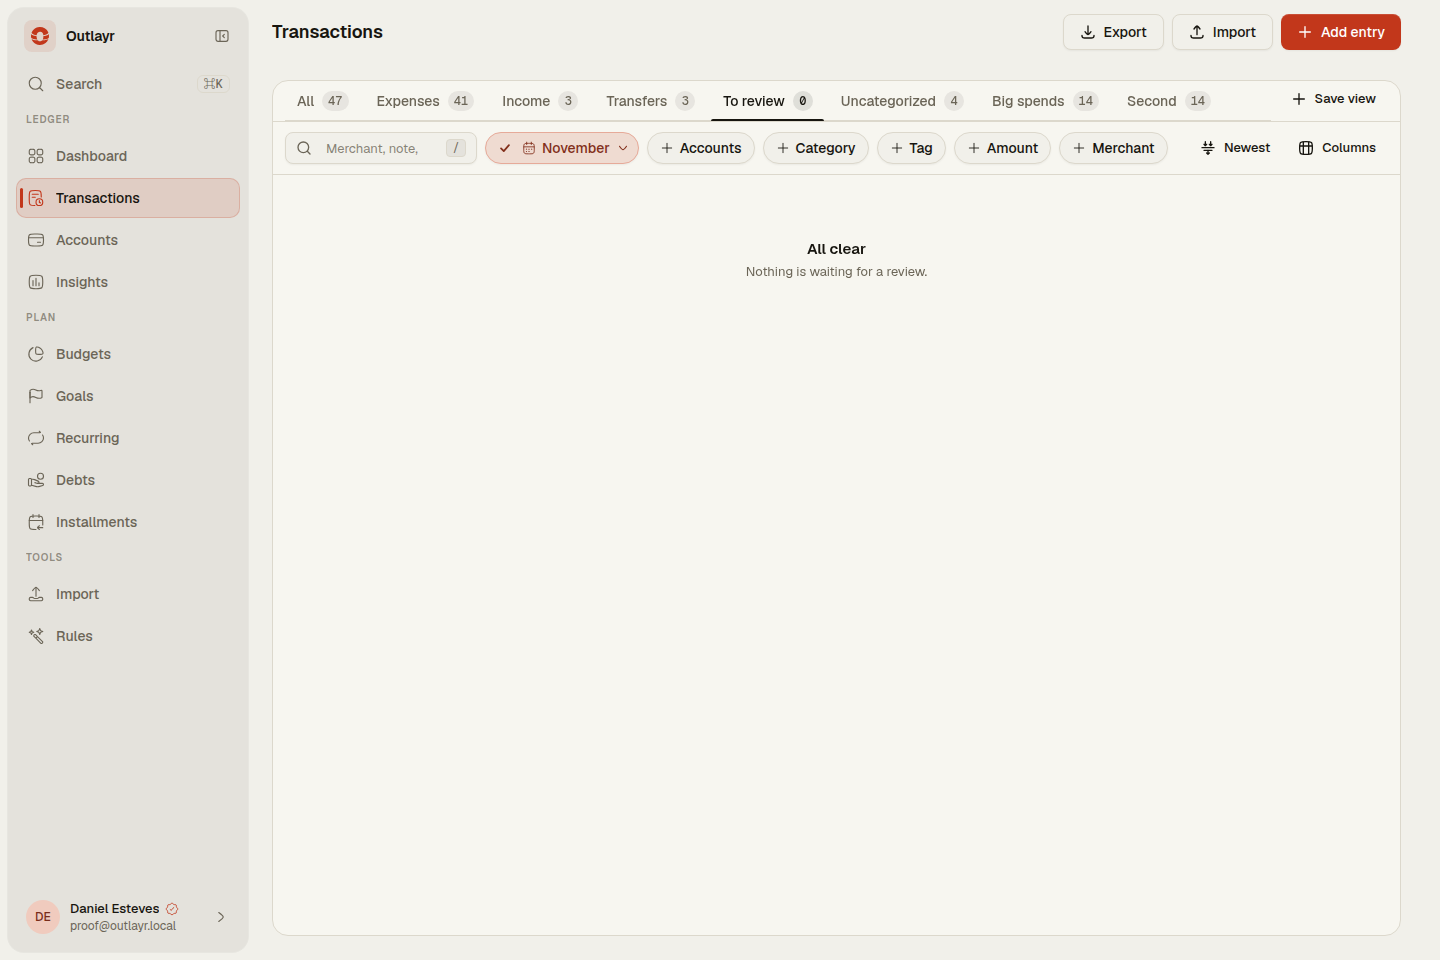 Outlayr
Search ⌘K
LEDGER
Dashboard
Transactions
Accounts
Insights
PLAN
Budgets
Goals
Recurring
Debts
Installments
TOOLS
Import
Rules
DE
Daniel Esteves
proof@outlayr.local
Transactions
Export
Import
Add entry
All 47
Expenses 41
Income 3
Transfers 3
To review 0
Uncategorized 4
Big spends 14
Second 14
Save view
Merchant, note, /
November
Accounts
Category
Tag
Amount
Merchant
Newest
Columns
All clear
Nothing is waiting for a review.